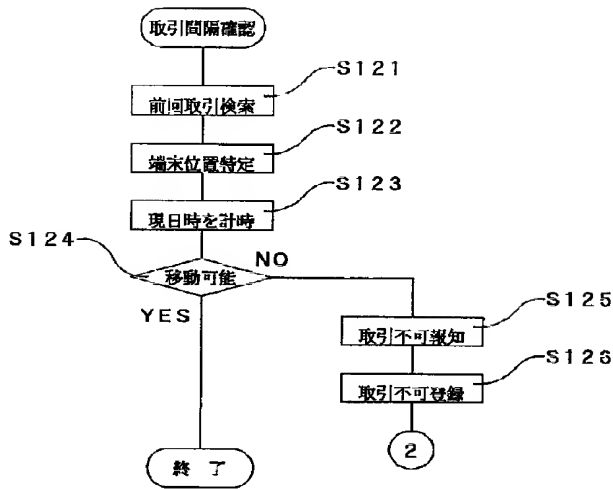 取引間隔確認
S121
前回取引検索
S122
端末位置特定
S123
現日時を計時
S124
移動可能
NO
YES
S125
取引不可報知
S126
取引不可登録
2
終 了